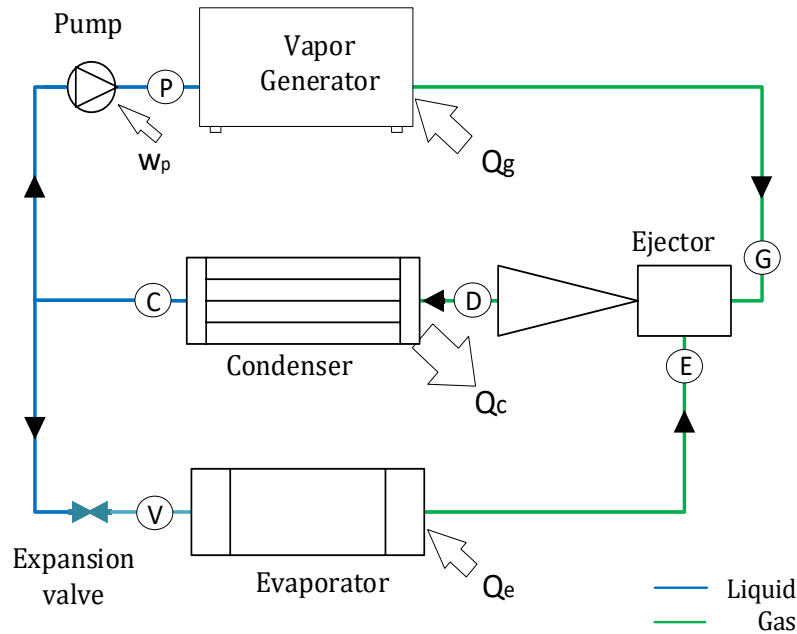 Pump
Vapor
Generator
P
Wp
Qg
Ejector
G
C
D
E
Condenser
Qc
V
Expansion
valve
Evaporator
Qe
Liquid
Gas